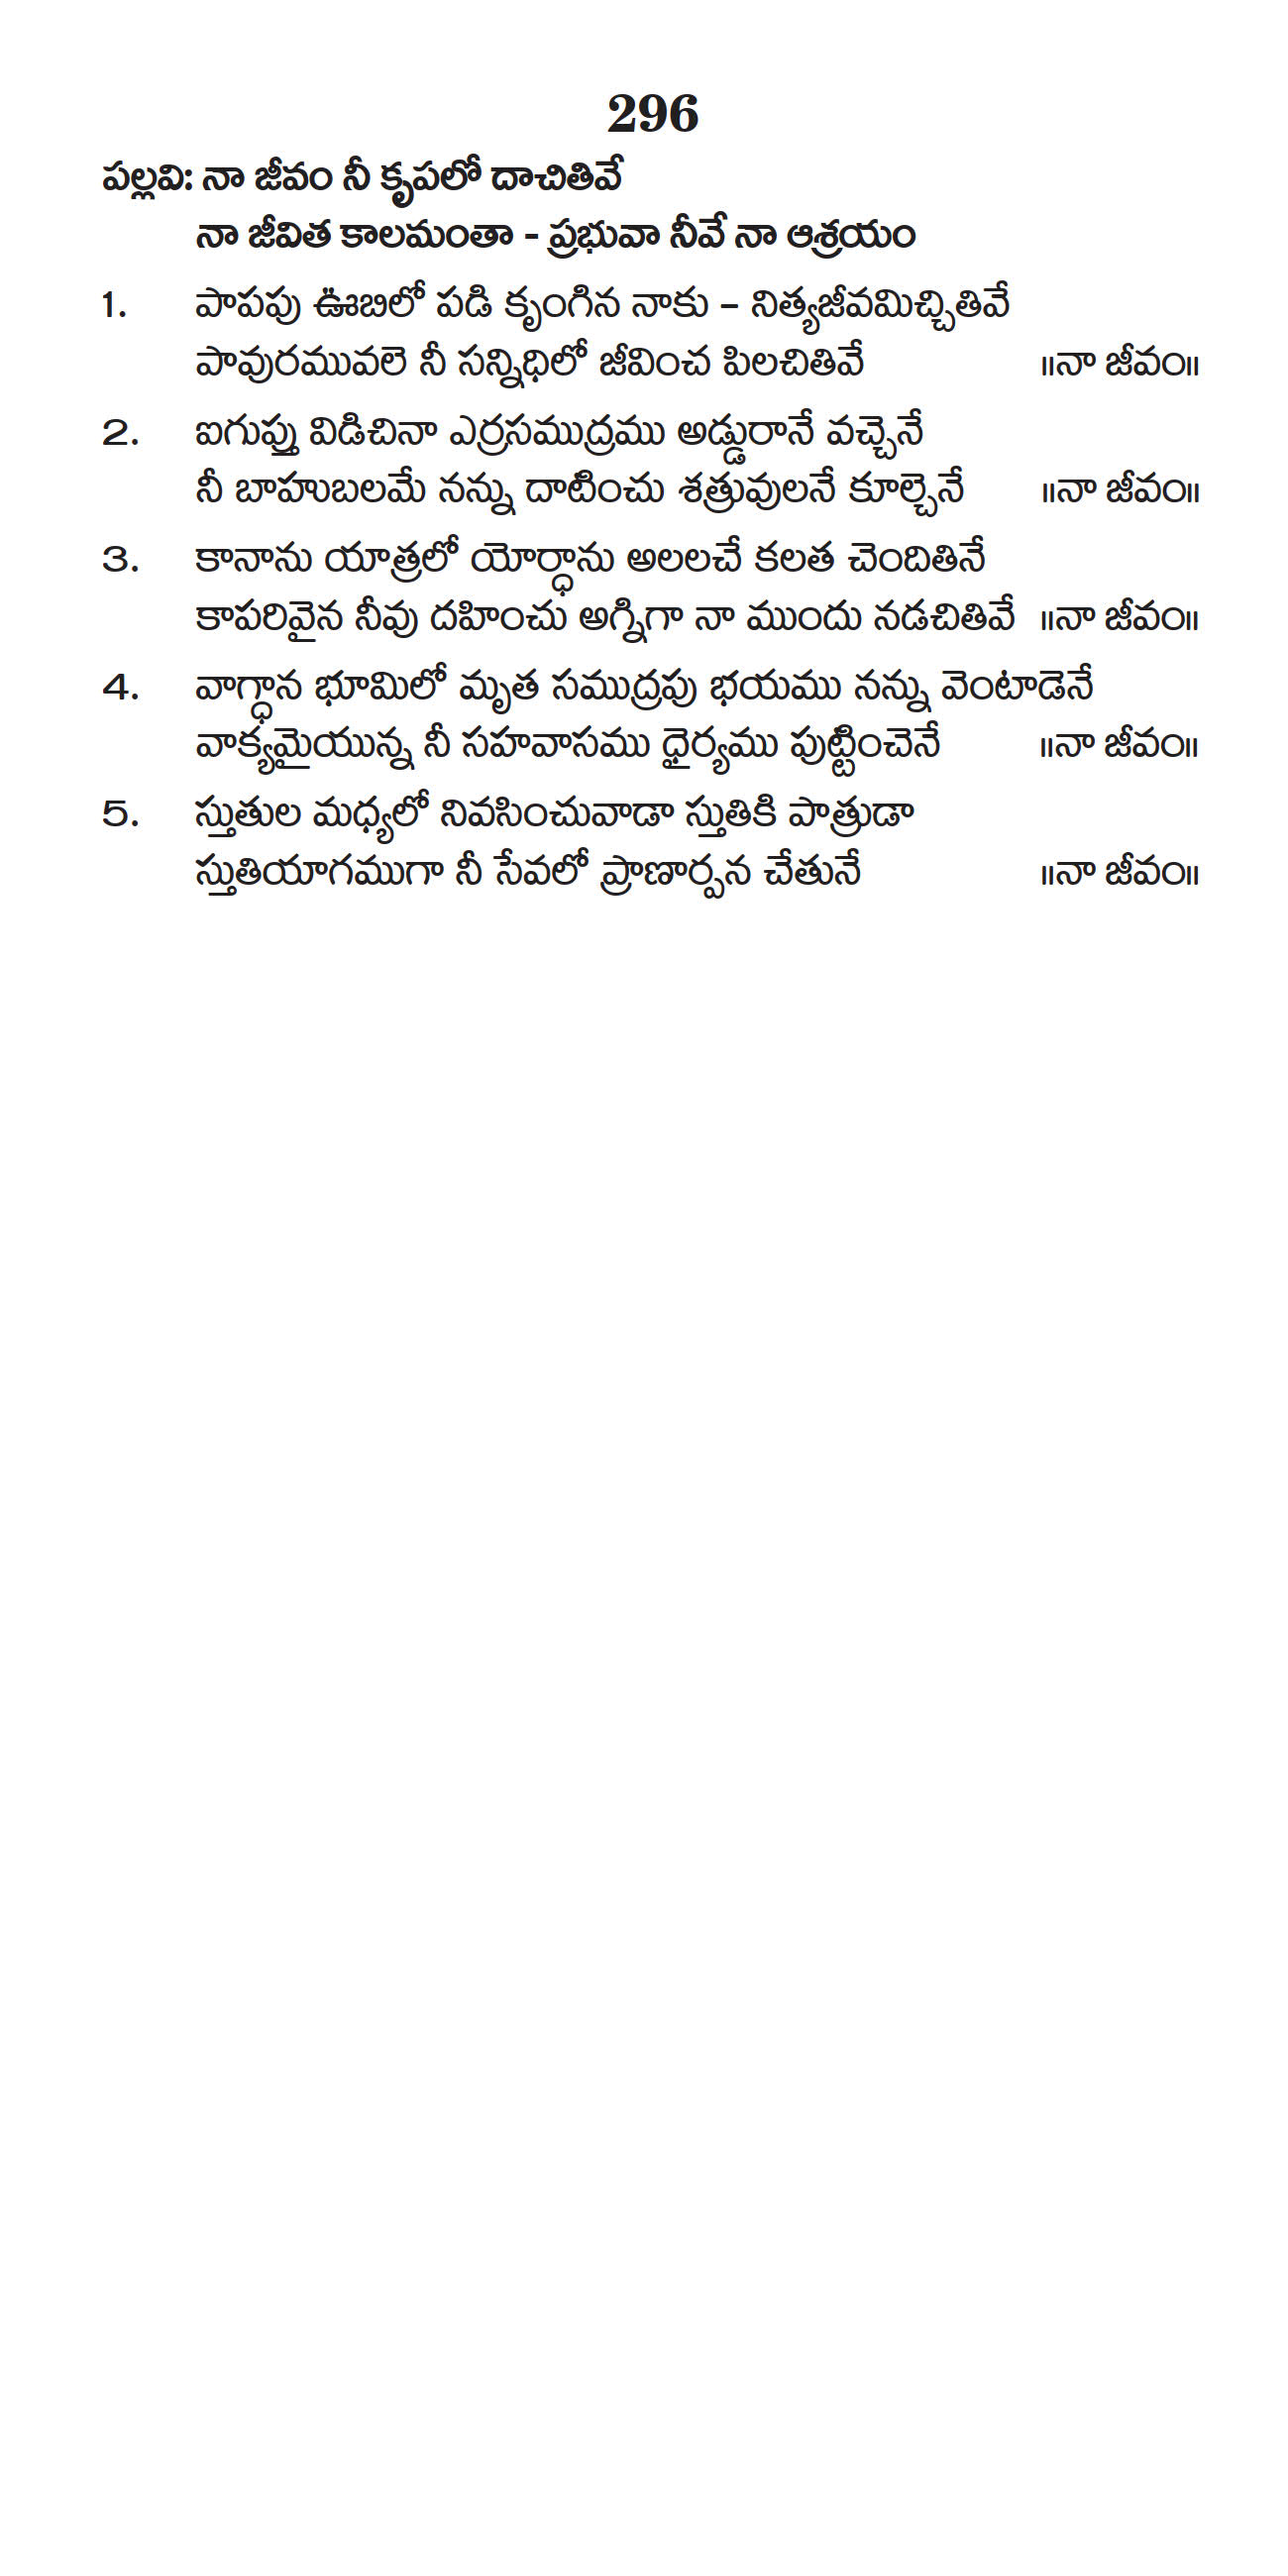 296
పల్లవి: నా జీవం నీ కృపలో దాచితివే
నా జీవిత కాలమంతా - ప్రభువా నీవే నా ఆశ్రయం
1. పాపపు ఊబిలో పడి కృంగిన నాకు – నిత్యజీవమిచ్చితివే
పావురమువలె నీ సన్నిధిలో జీవించ పిలచితివే ॥నా జీవం॥
2. ఐగుప్తు విడిచినా ఎర్రసముద్రము అడ్డురానే వచ్చెనే
నీ బాహుబలమే నన్ను దాటించు శత్రువులనే కూల్చెనే ॥నా జీవం॥
3. కానాను యాత్రలో యోర్ధాను అలలచే కలత చెందితినే
కాపరివైన నీవు దహించు అగ్నిగా నా ముందు నడచితివే ॥నా జీవం॥
4. వాగ్ధాన భూమిలో మృత సముద్రపు భయము నన్ను వెంటాడెనే
వాక్యమైయున్న నీ సహవాసము ధైర్యము పుట్టించెనే ॥నా జీవం॥
5. స్తుతుల మధ్యలో నివసించువాడా స్తుతికి పాత్రుడా
స్తుతియాగముగా నీ సేవలో ప్రాణార్పన చేతునే ॥నా జీవం॥